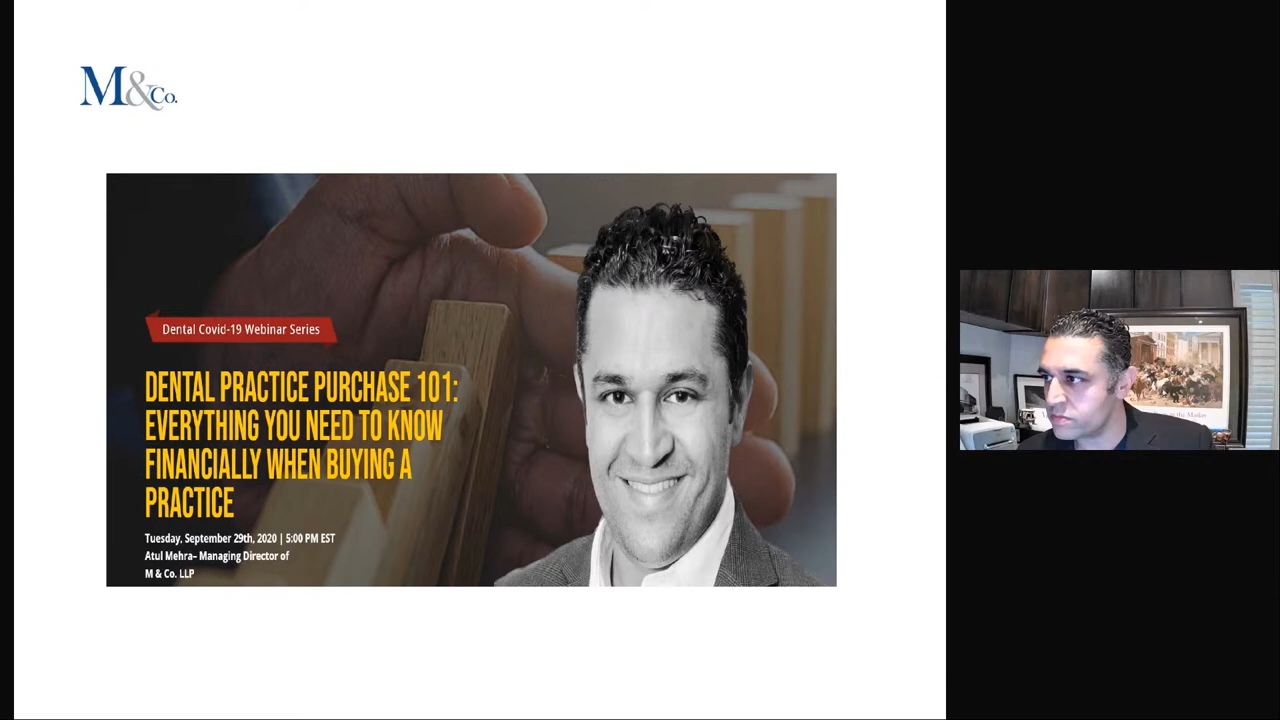 M&Co.
Dental Covid-19 Webinar Series
DENTAL PRACTICE PURCHASE 101:
EVERYTHING YOU NEED TO KNOW
FINANCIALLY WHEN BUYING A
PRACTICE
Tuesday, September 29th, 2020 | 5:00 PM EST
Atul Mehra– Managing Director of
M & Co. LLP